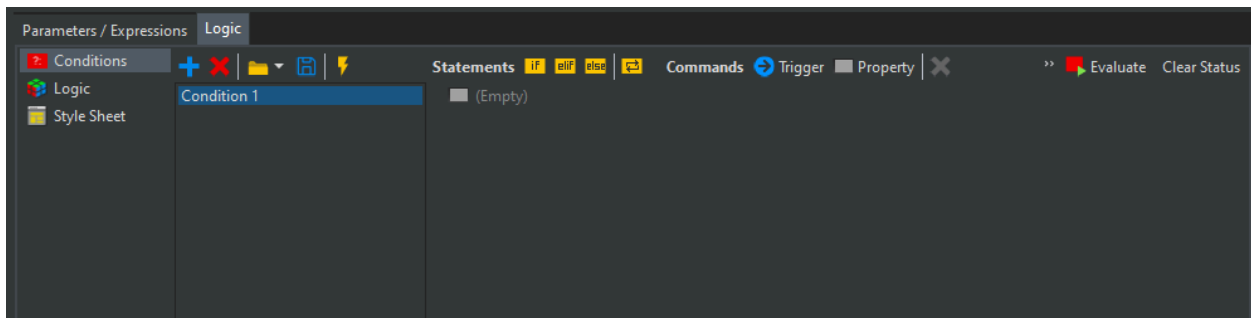 Parameters / Expressions Logic
Conditions
Logic
Style Sheet
Condition 1
Statements if elif else Commands Trigger Property >> Evaluate Clear Status
(Empty)